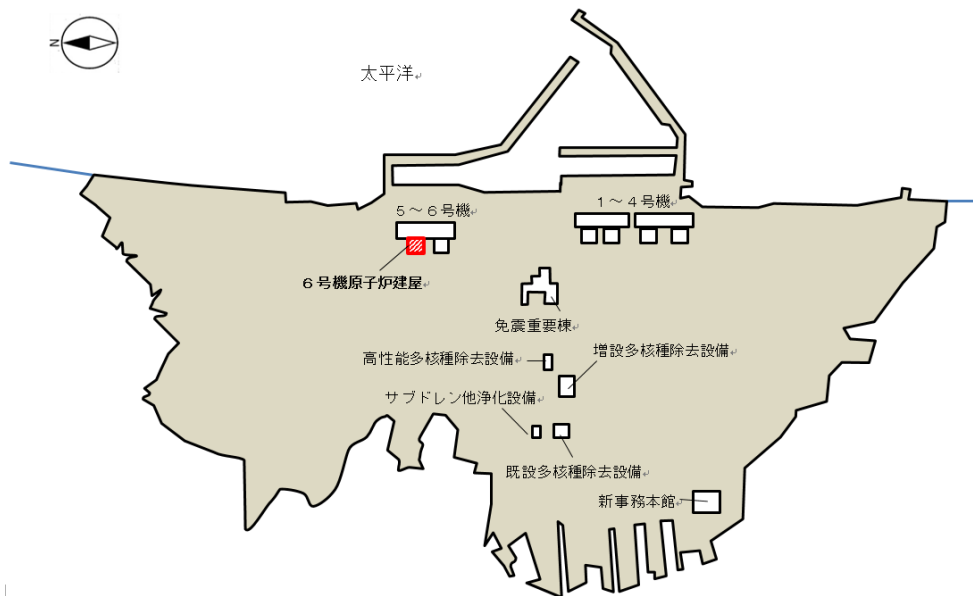 N
太平洋
5~6号機
1~4号機
6号機原子炉建屋
免震重要棟
高性能多核種除去設備
増設多核種除去設備
サブドレン他浄化設備
既設多核種除去設備
新事務本館